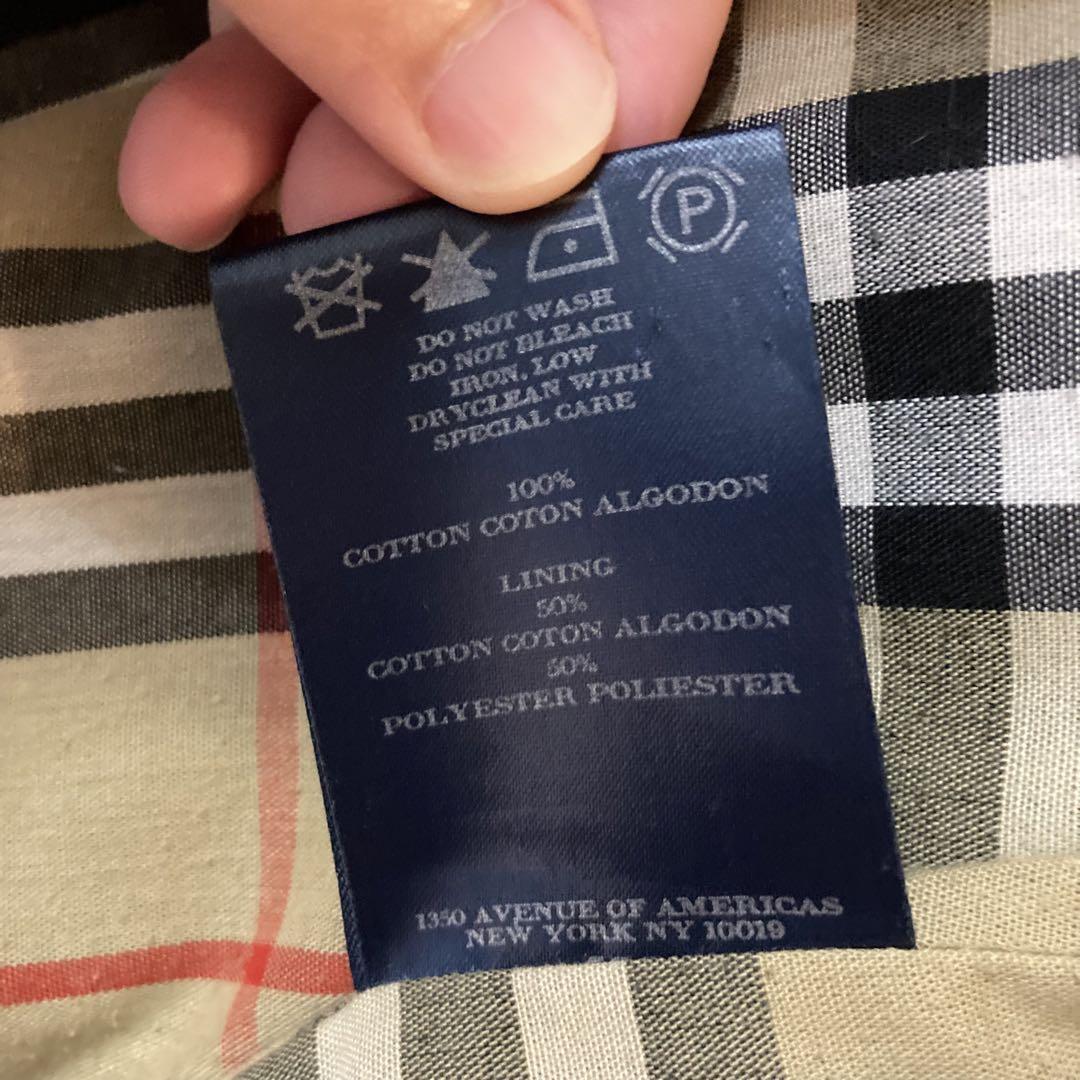 P
DO NOT WASH
DO NOT BLEACH
IRON, LOW
DRYCLEAN WITH
SPECIAL CARE
100%
COTTON COTON ALGODON
LINING
50%
COTTON COTON ALGODON
50%
POLYESTER POLIESTER
1350 AVENUE OF AMERICAS
NEW YORK NY 10019